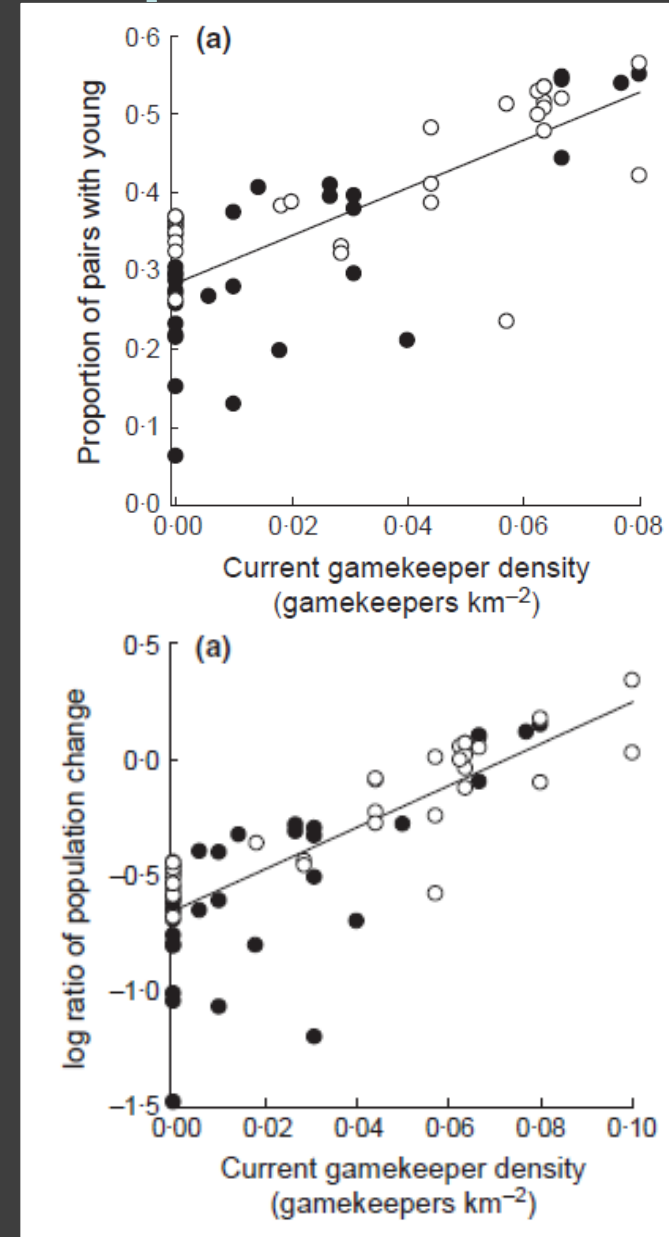 (a)
Proportion of pairs with young
0·6
0·5
0·4
0·3
0·2
0·1
0·0
0·00 0·02 0·04 0·06 0·08
Current gamekeeper density
(gamekeepers km⁻²)
(a)
log ratio of population change
0·5
0·0
–0·5
–1·0
–1·5
0·00 0·02 0·04 0·06 0·08 0·10
Current gamekeeper density
(gamekeepers km⁻²)